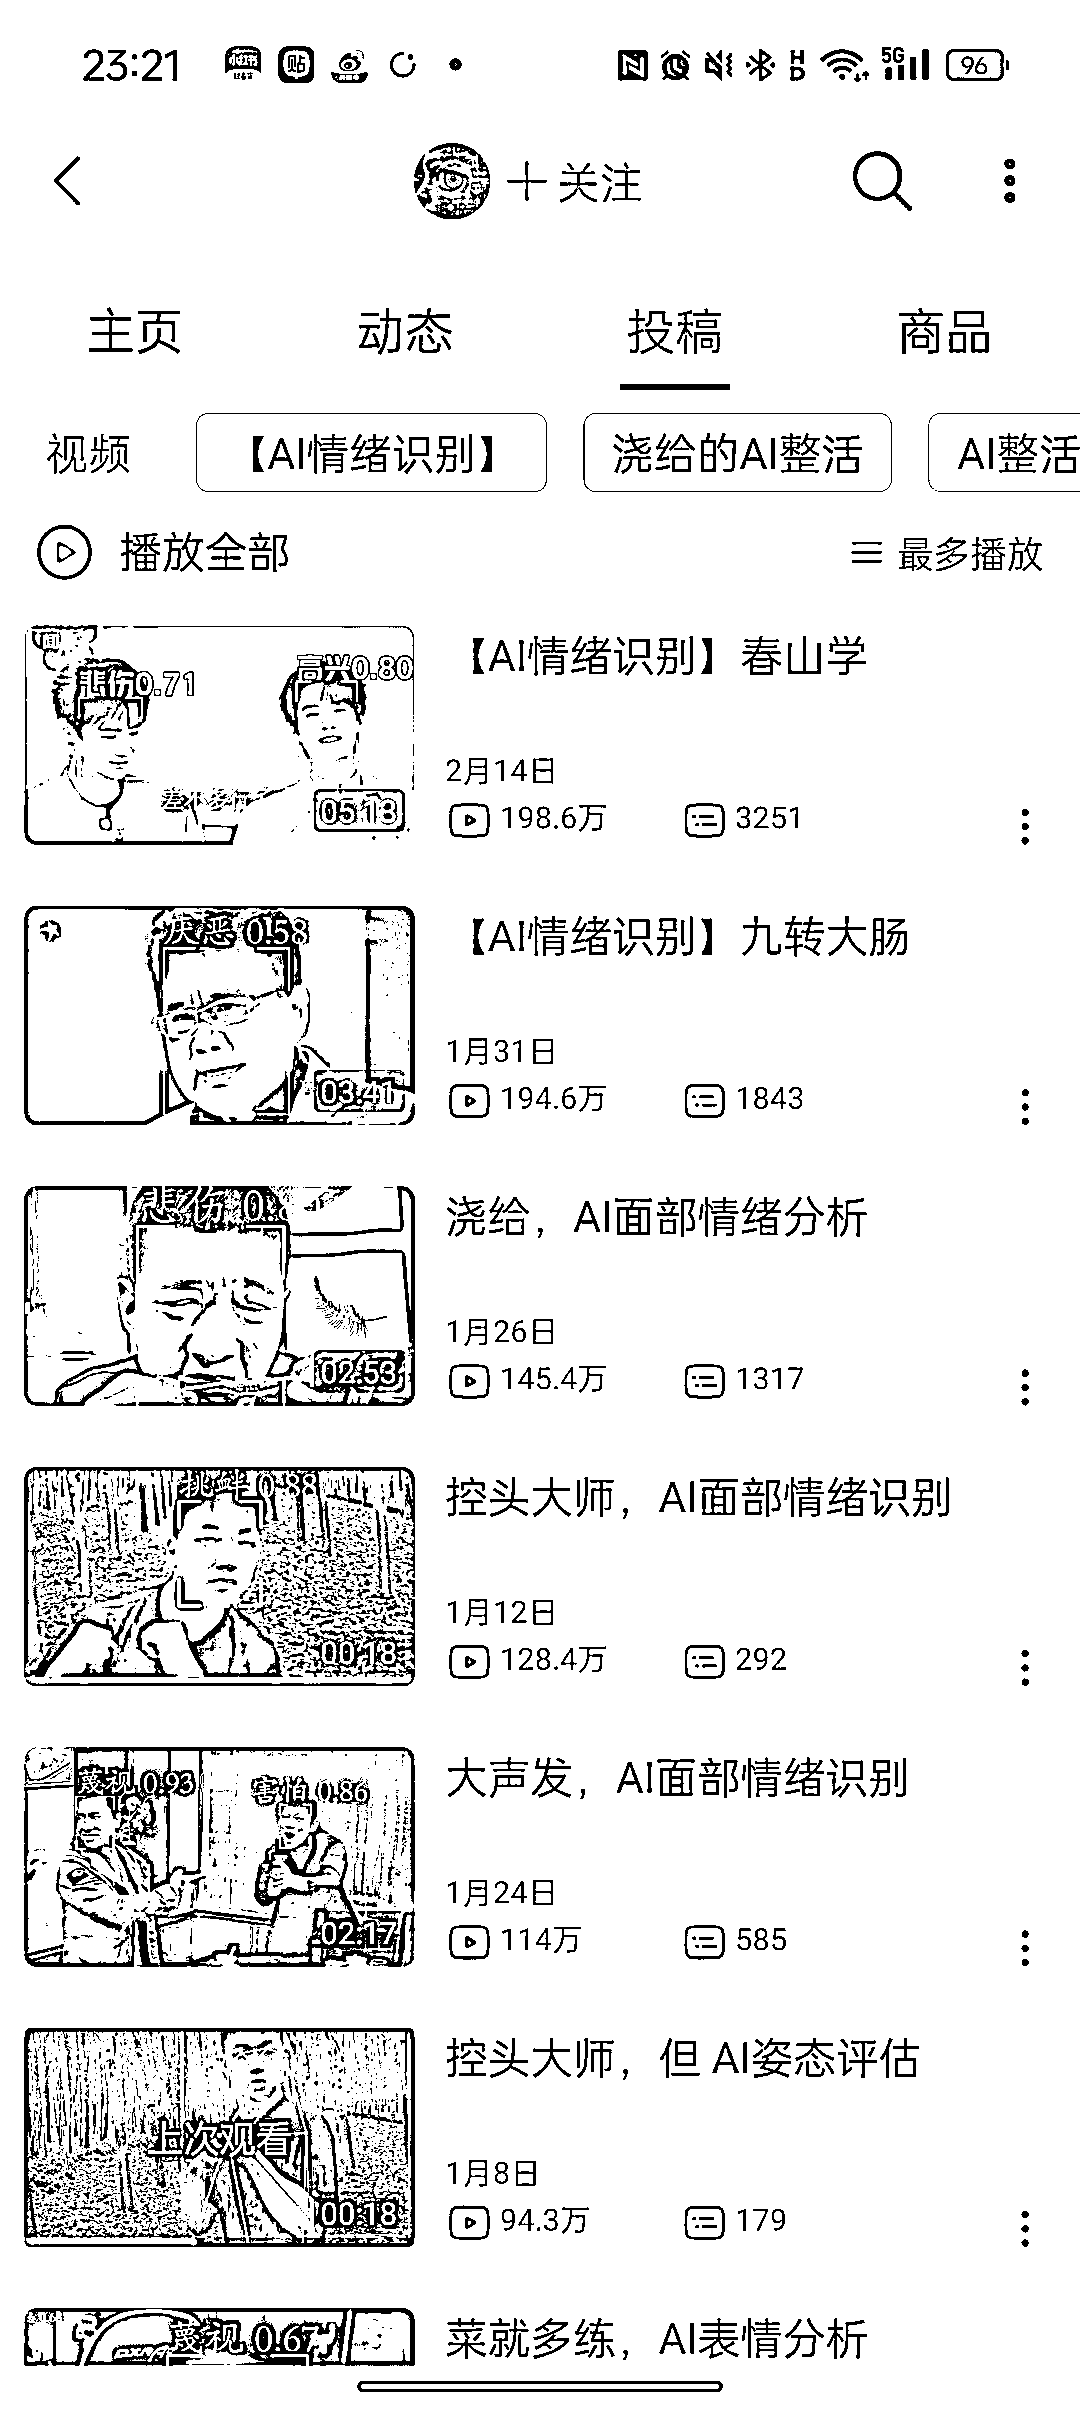 23:21
贴
5G
96
关注
主页
动态
投稿
商品
视频
【AI情绪识别】
浇给的AI整活
AI整活
播放全部
最多播放
悲伤0.71
高兴0.80
05:18
【AI情绪识别】春山学
2月14日
198.6万
3251
厌恶 0.58
03:41
【AI情绪识别】九转大肠
1月31日
194.6万
1843
悲伤 0.
02:53
浇给，AI面部情绪分析
1月26日
145.4万
1317
挑衅 0.88
00:18
控头大师，AI面部情绪识别
1月12日
128.4万
292
蔑视 0.93
害怕 0.86
02:17
大声发，AI面部情绪识别
1月24日
114万
585
上次观看
00:18
控头大师，但 AI姿态评估
1月8日
94.3万
179
蔑视 0.67
菜就多练，AI表情分析